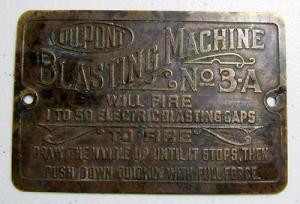 DU PONT
BLASTING MACHINE
No 3-A
WILL FIRE
1 TO 50 ELECTRIC BLASTING CAPS
"TO FIRE"
DRAW THE HANDLE UP UNTIL IT STOPS, THEN
PUSH DOWN QUICKLY WITH FULL FORCE.